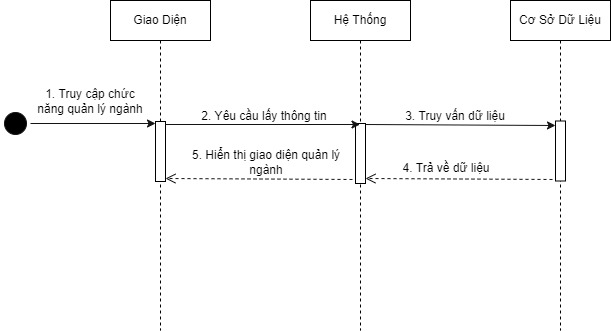 Giao Diện
Hệ Thống
Cơ Sở Dữ Liệu
1. Truy cập chức
năng quản lý ngành
2. Yêu cầu lấy thông tin
3. Truy vấn dữ liệu
5. Hiển thị giao diện quản lý
ngành
4. Trả về dữ liệu